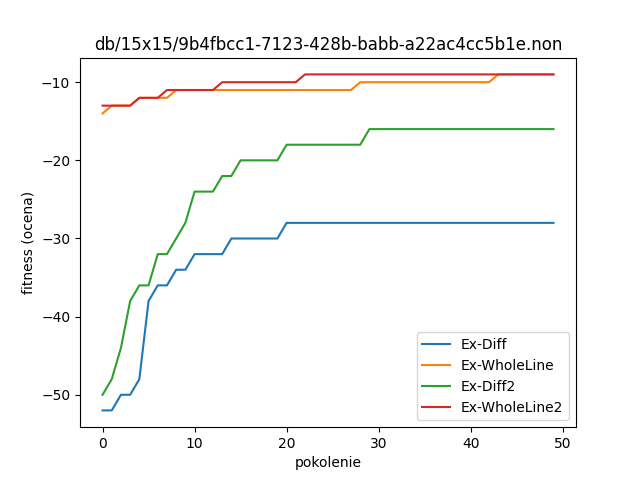 db/15x15/9b4fbcc1-7123-428b-babb-a22ac4cc5b1e.non
−10
−20
−30
−40
−50
fitness (ocena)
Ex-Diff
Ex-WholeLine
Ex-Diff2
Ex-WholeLine2
0 10 20 30 40 50
pokolenie